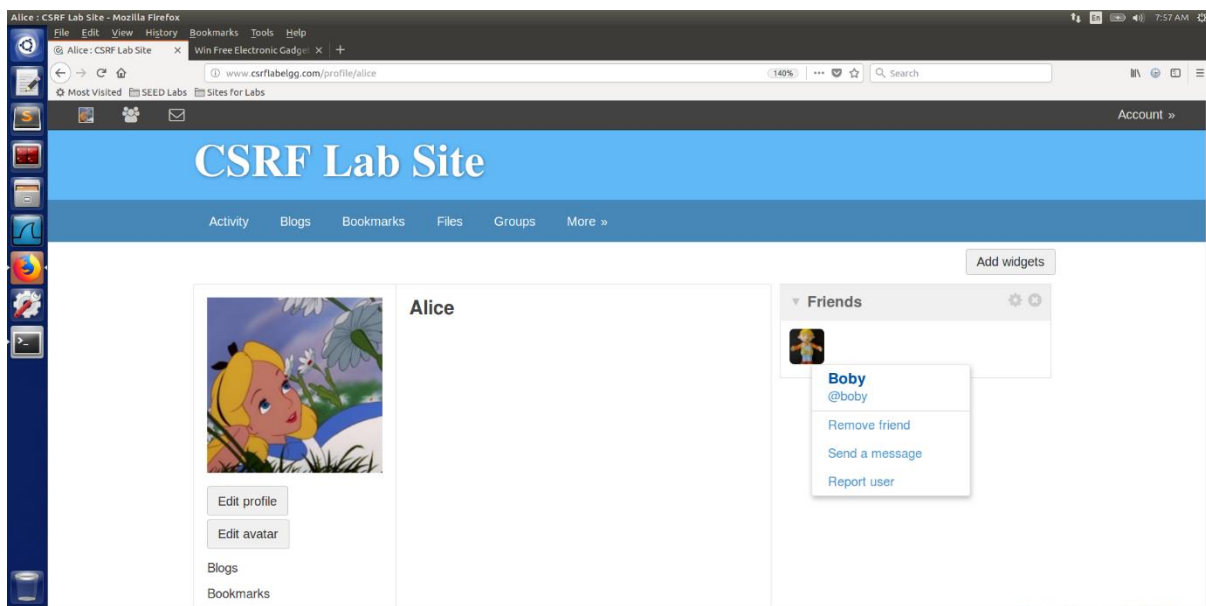 Alice : CSRF Lab Site - Mozilla Firefox
En 7:57 AM
File Edit View History Bookmarks Tools Help
Alice : CSRF Lab Site × Win Free Electronic Gadget × +
www.csrflabelgg.com/profile/alice 140% ... Search
Most Visited SEED Labs Sites for Labs
Account »
CSRF Lab Site
Activity Blogs Bookmarks Files Groups More »
Add widgets
Alice
Friends
Boby
@boby
Remove friend
Send a message
Report user
Edit profile
Edit avatar
Blogs
Bookmarks